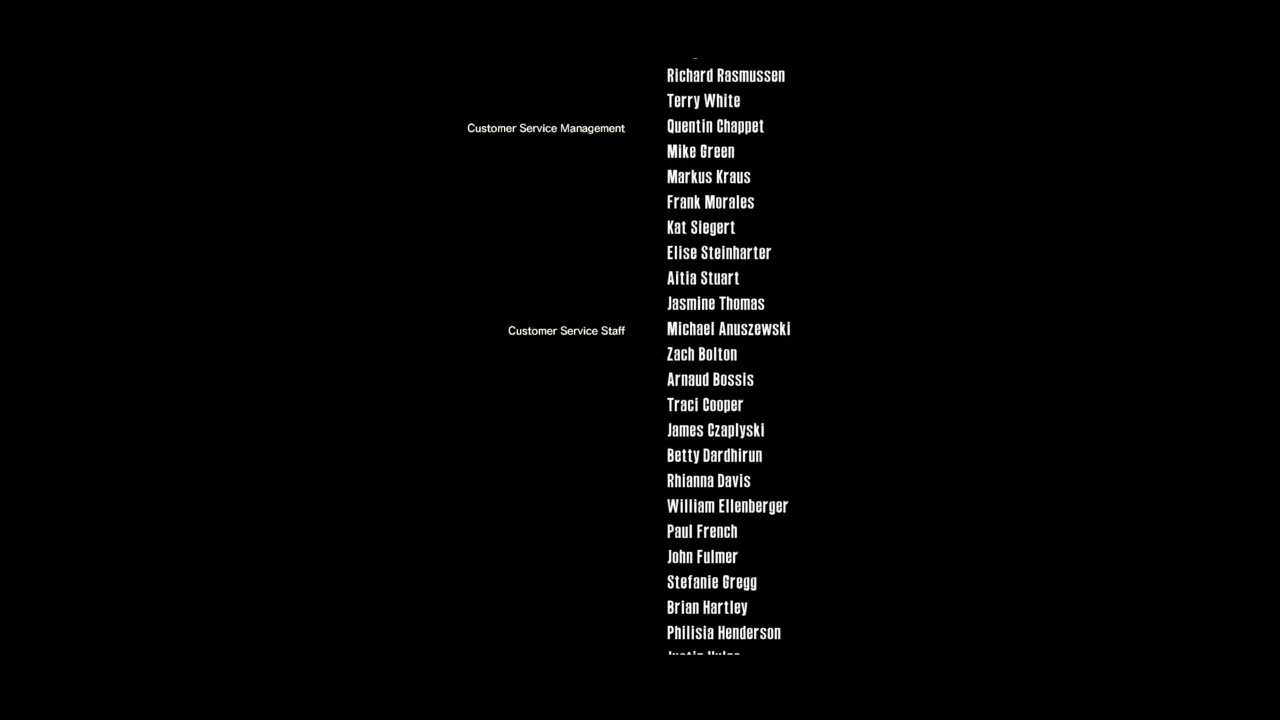 Richard Rasmussen
Terry White
Customer Service Management Quentin Chappet
Mike Green
Markus Kraus
Frank Morales
Kat Siegert
Elise Steinharter
Aitia Stuart
Jasmine Thomas
Customer Service Staff Michael Anuszewski
Zach Bolton
Arnaud Bossis
Traci Cooper
James Czaplyski
Betty Dardhirun
Rhianna Davis
William Ellenberger
Paul French
John Fulmer
Stefanie Gregg
Brian Hartley
Philisia Henderson